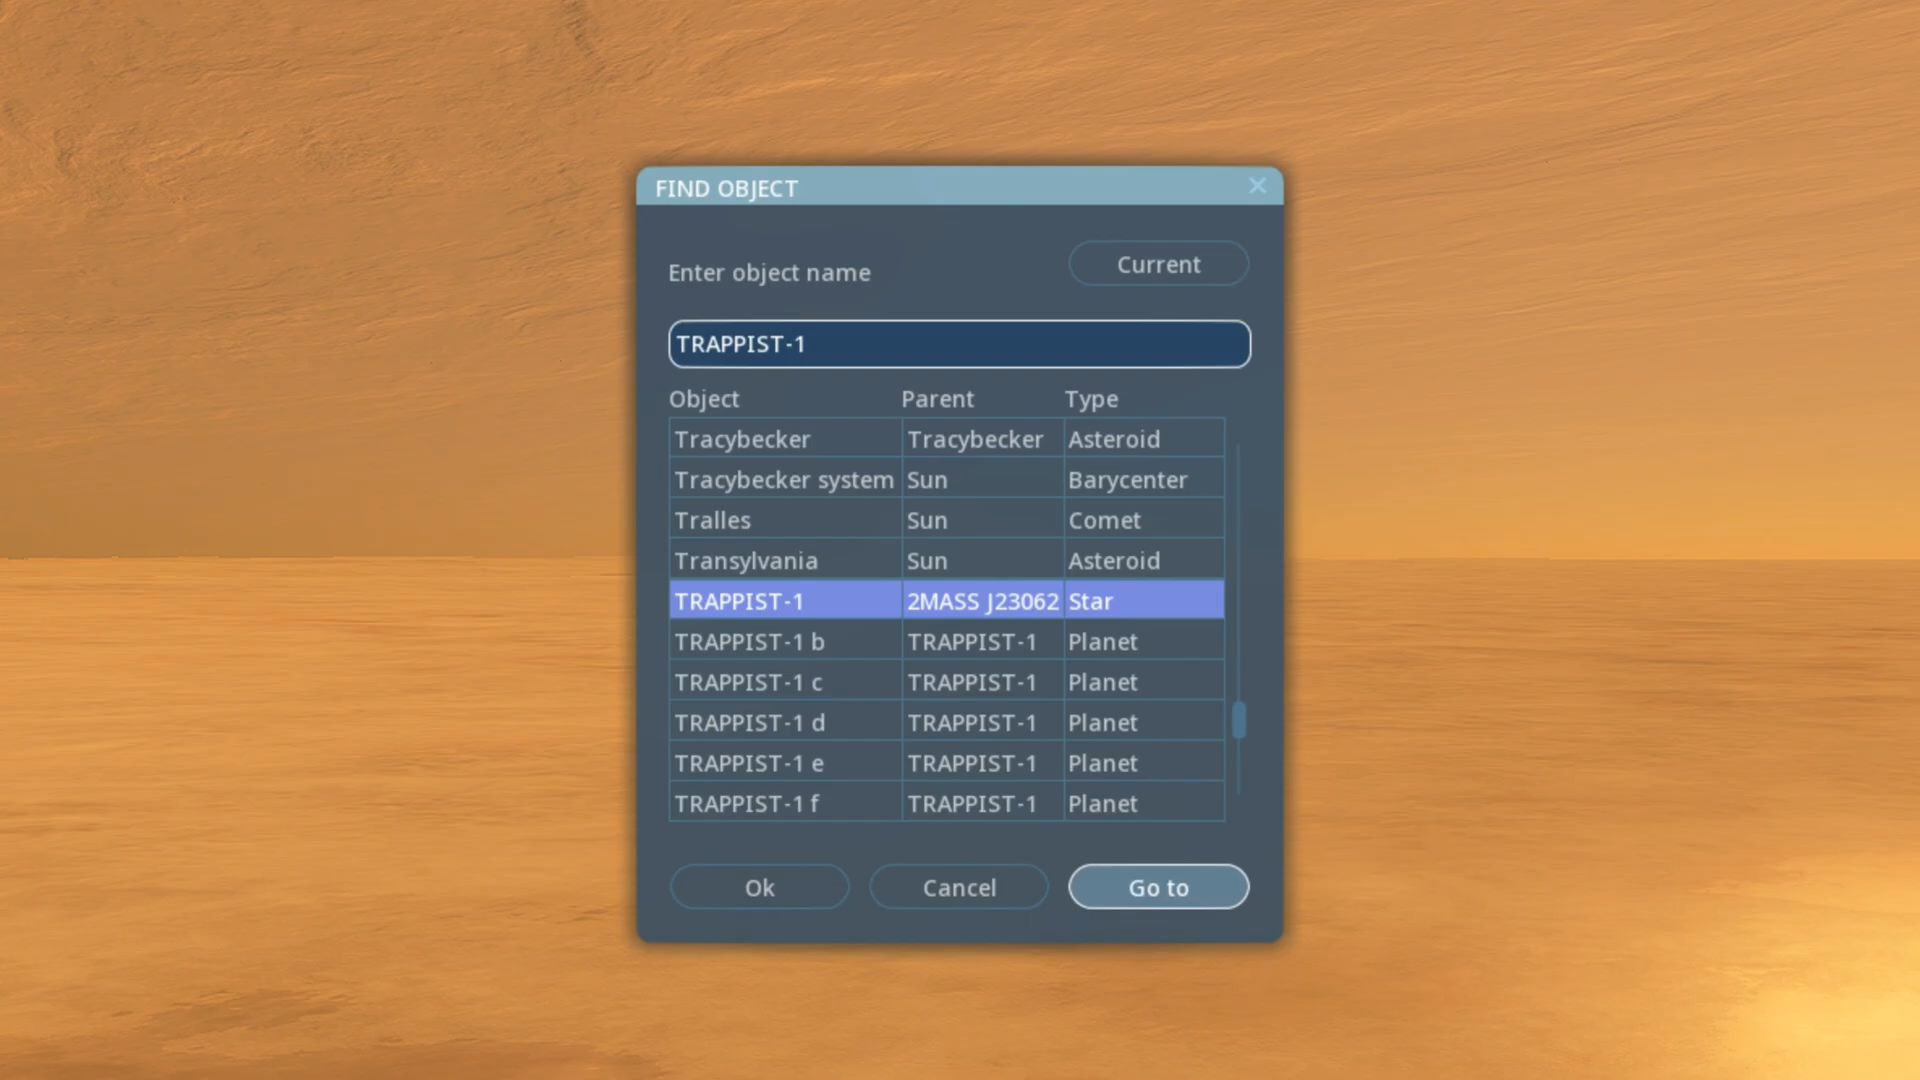 FIND OBJECT
Enter object name
Current
TRAPPIST-1
Object Parent Type
Tracybecker Tracybecker Asteroid
Tracybecker system Sun Barycenter
Tralles Sun Comet
Transylvania Sun Asteroid
TRAPPIST-1 2MASS J23062 Star
TRAPPIST-1 b TRAPPIST-1 Planet
TRAPPIST-1 c TRAPPIST-1 Planet
TRAPPIST-1 d TRAPPIST-1 Planet
TRAPPIST-1 e TRAPPIST-1 Planet
TRAPPIST-1 f TRAPPIST-1 Planet
Ok Cancel Go to